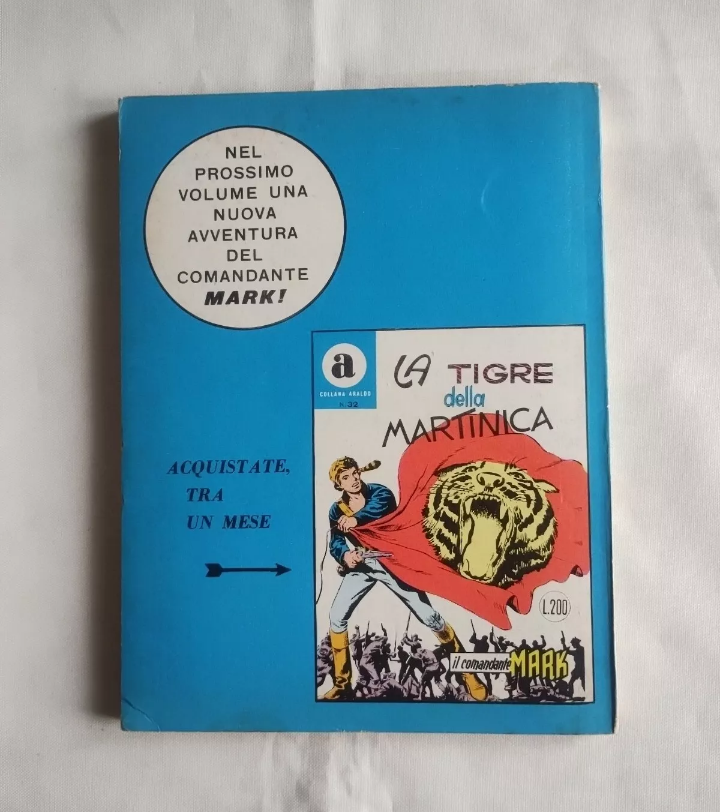 NEL
PROSSIMO
VOLUME UNA
NUOVA
AVVENTURA
DEL
COMANDANTE
MARK!
a
COLLANA ARALDO
n. 32
LA TIGRE
della
MARTINICA
ACQUISTATE,
TRA
UN MESE
L.200
il comandante MARK